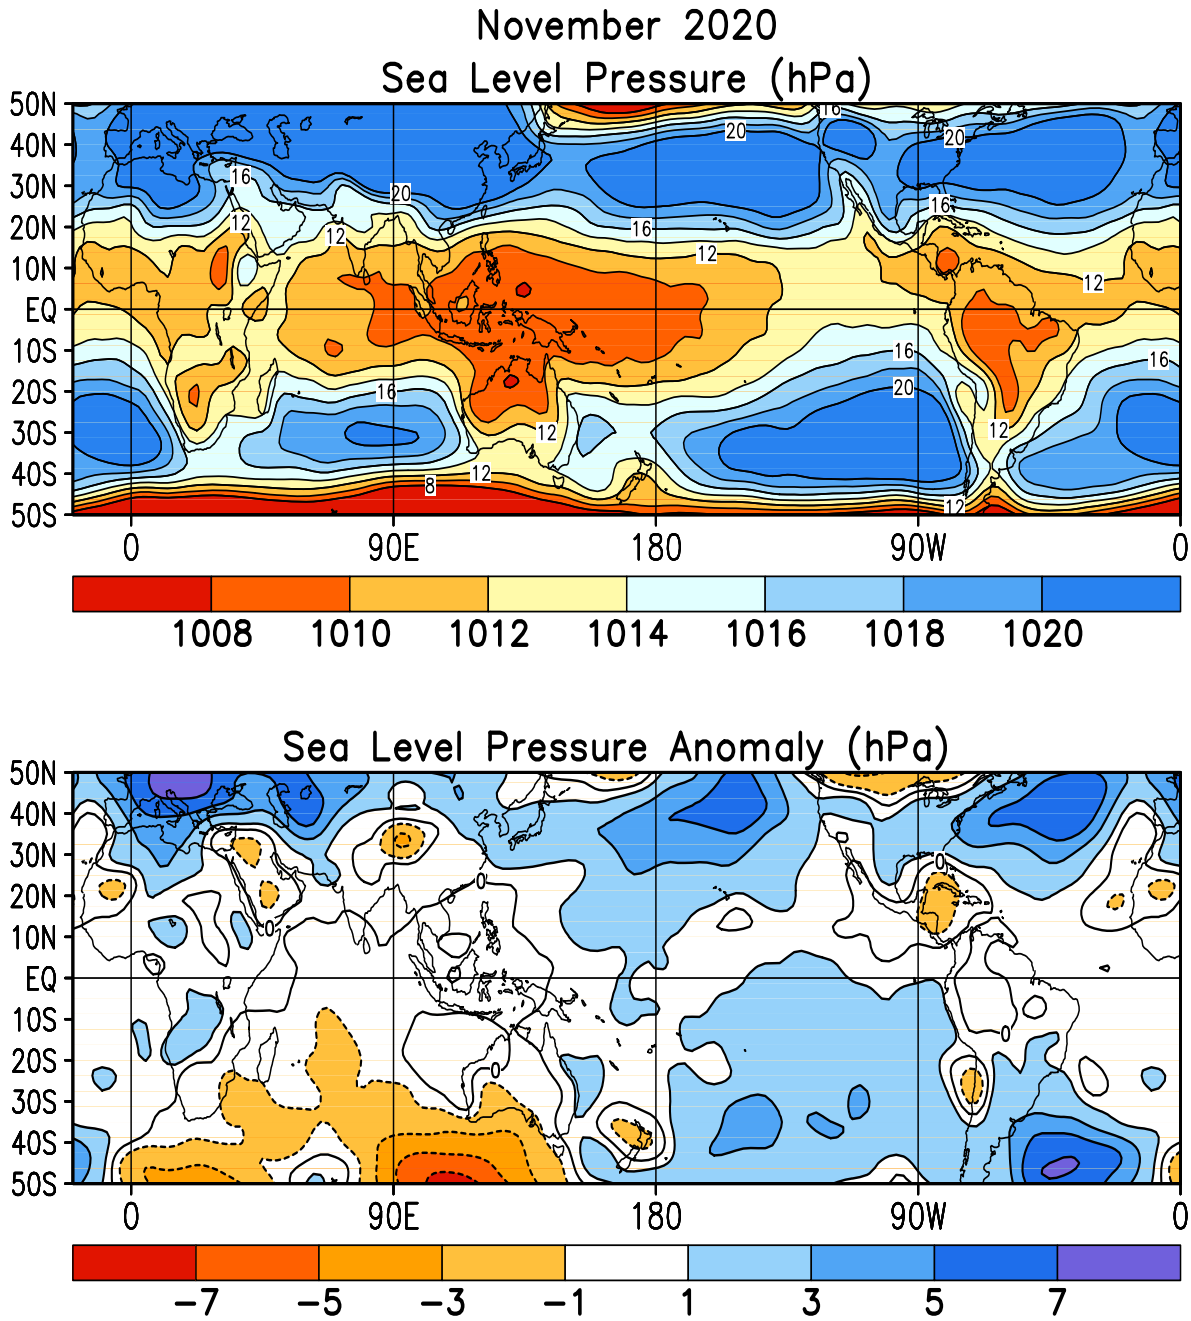 November 2020
Sea Level Pressure (hPa)
50N
40N
30N
20N
10N
EQ
10S
20S
30S
40S
50S
16
20
20
16
20
16
12
16
12
12
12
16
16
16
20
12
12
12
8
12
0
90E
180
90W
0
1008 1010 1012 1014 1016 1018 1020
Sea Level Pressure Anomaly (hPa)
50N
40N
30N
20N
10N
EQ
10S
20S
30S
40S
50S
0
0
0
0
0
0
90E
180
90W
0
−7 −5 −3 −1 1 3 5 7